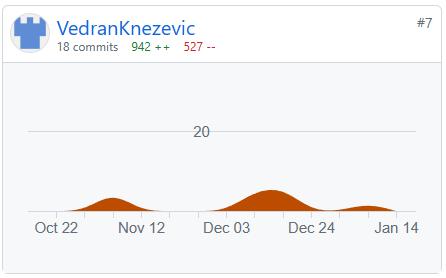 VedranKnezevic
#7
18 commits 942 ++ 527 --
20
Oct 22 Nov 12 Dec 03 Dec 24 Jan 14